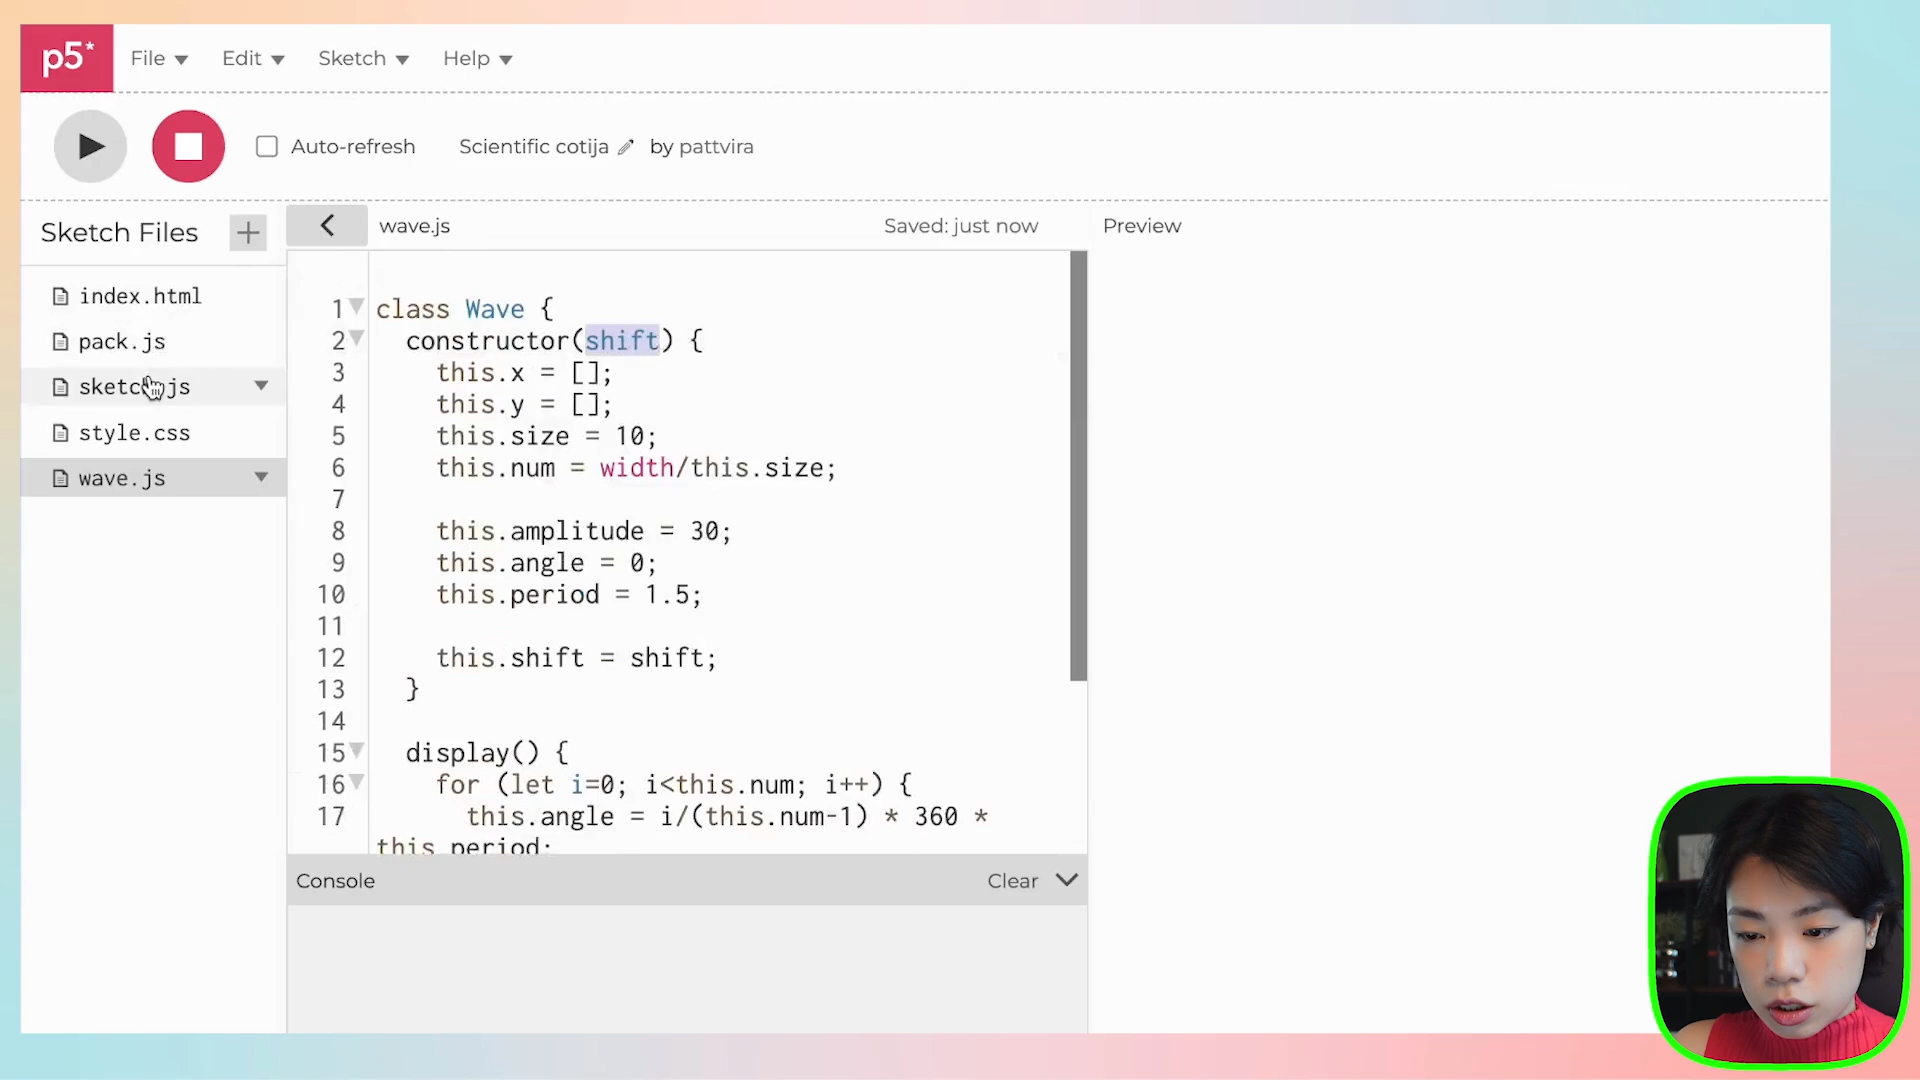 p5*
File
Edit
Sketch
Help
Auto-refresh
Scientific cotija
by pattvira
Sketch Files
+
wave.js
Saved: just now
Preview
index.html
pack.js
sketch.js
style.css
wave.js
1 class Wave {
2 constructor(shift) {
3 this.x = [];
4 this.y = [];
5 this.size = 10;
6 this.num = width/this.size;
7
8 this.amplitude = 30;
9 this.angle = 0;
10 this.period = 1.5;
11
12 this.shift = shift;
13 }
14
15 display() {
16 for (let i=0; i<this.num; i++) {
17 this.angle = i/(this.num-1) * 360 *
this.period;
Console
Clear